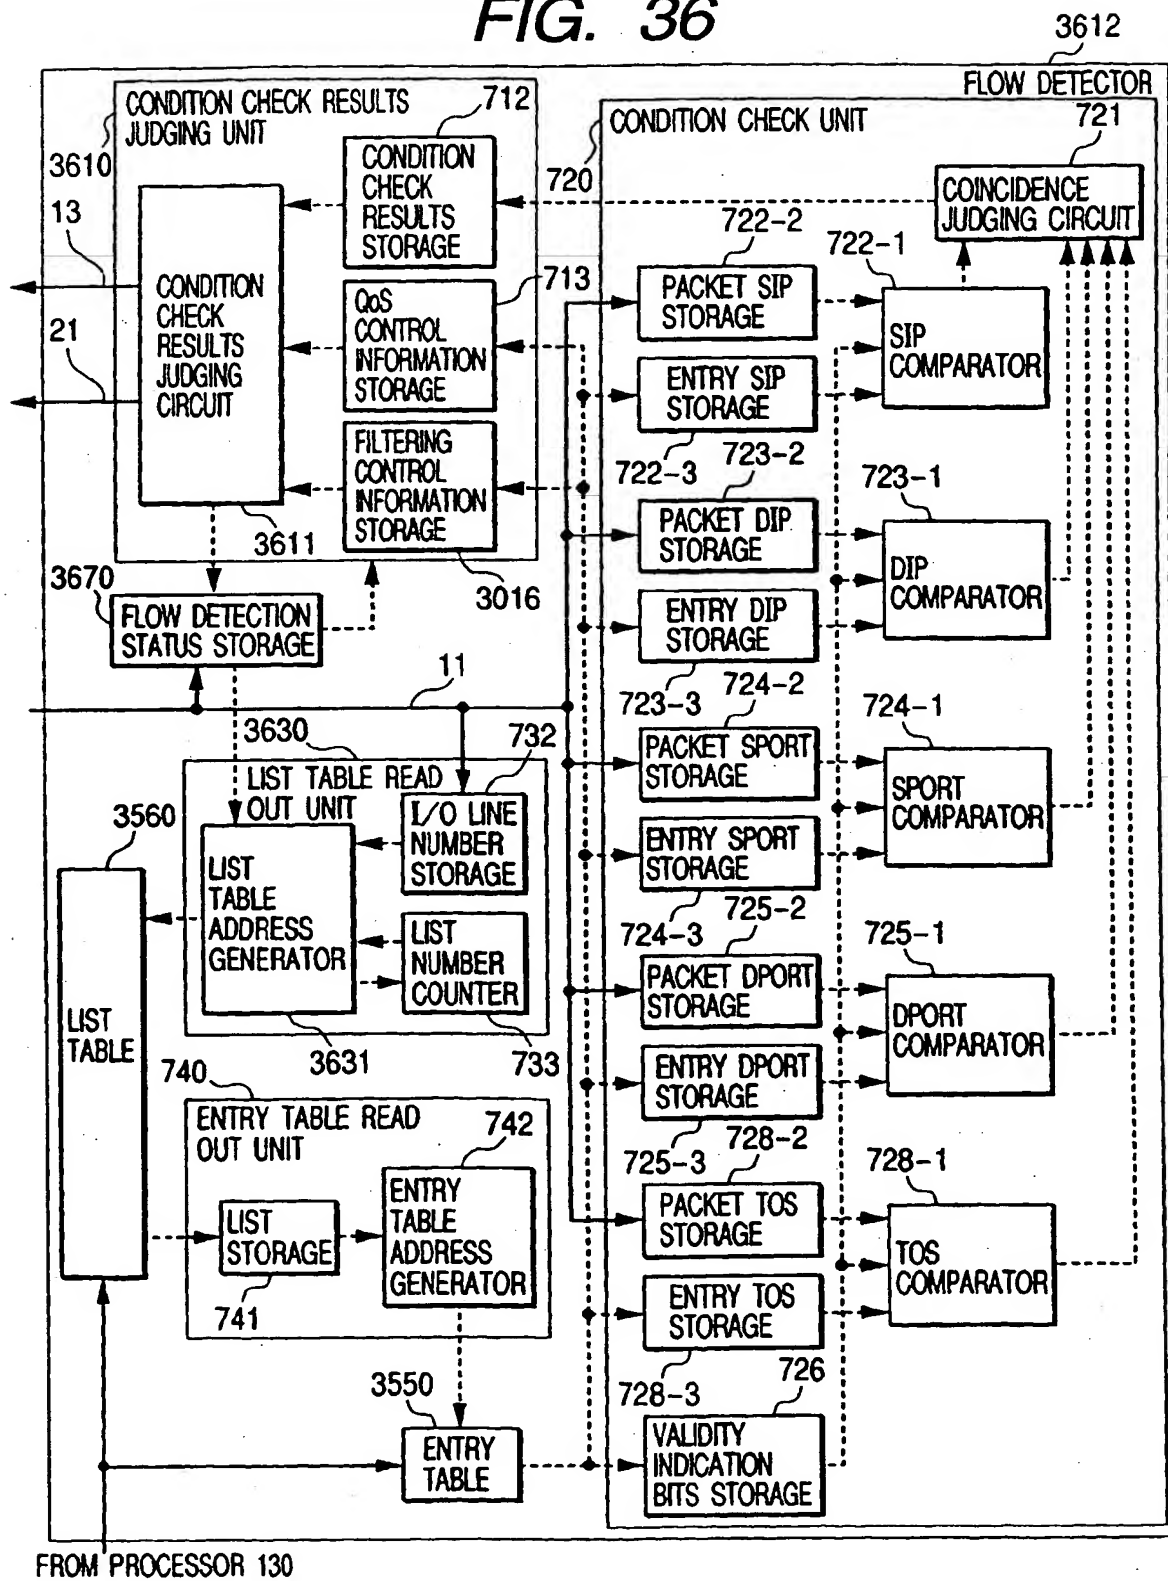 FIG. 36
3612
FLOW DETECTOR
CONDITION CHECK RESULTS
JUDGING UNIT
712
3610
CONDITION
CHECK
RESULTS
STORAGE
13
713
CONDITION
CHECK
RESULTS
JUDGING
CIRCUIT
QoS
CONTROL
INFORMATION
STORAGE
21
FILTERING
CONTROL
INFORMATION
STORAGE
3611
3016
3670
FLOW DETECTION
STATUS STORAGE
11
3630
732
LIST TABLE READ
OUT UNIT
I/O LINE
NUMBER
STORAGE
3560
LIST
TABLE
ADDRESS
GENERATOR
LIST
NUMBER
COUNTER
LIST
TABLE
3631
733
740
ENTRY TABLE READ
OUT UNIT
742
LIST
STORAGE
ENTRY
TABLE
ADDRESS
GENERATOR
741
3550
ENTRY
TABLE
FROM PROCESSOR 130
CONDITION CHECK UNIT
720
721
COINCIDENCE
JUDGING CIRCUIT
722-2
722-1
PACKET SIP
STORAGE
SIP
COMPARATOR
ENTRY SIP
STORAGE
722-3
723-2
723-1
PACKET DIP
STORAGE
DIP
COMPARATOR
ENTRY DIP
STORAGE
723-3
724-2
724-1
PACKET SPORT
STORAGE
SPORT
COMPARATOR
ENTRY SPORT
STORAGE
724-3
725-2
725-1
PACKET DPORT
STORAGE
DPORT
COMPARATOR
ENTRY DPORT
STORAGE
725-3
728-2
728-1
PACKET TOS
STORAGE
TOS
COMPARATOR
ENTRY TOS
STORAGE
728-3
726
VALIDITY
INDICATION
BITS STORAGE